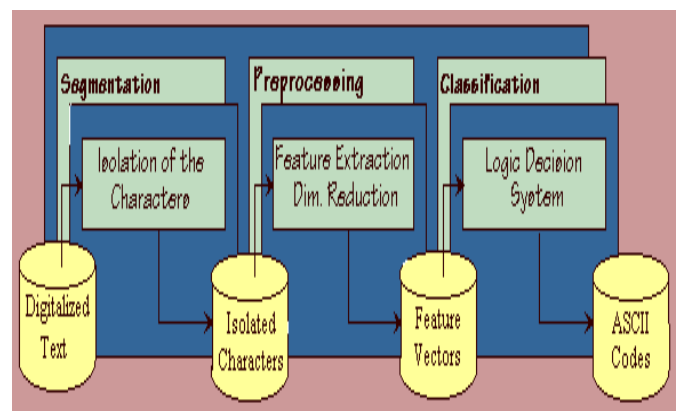 Segmentation
Preprocessing
Classification
Isolation of the
Characters
Feature Extraction
Dim. Reduction
Logic Decision
System
Digitalized
Text
Isolated
Characters
Feature
Vectors
ASCII
Codes